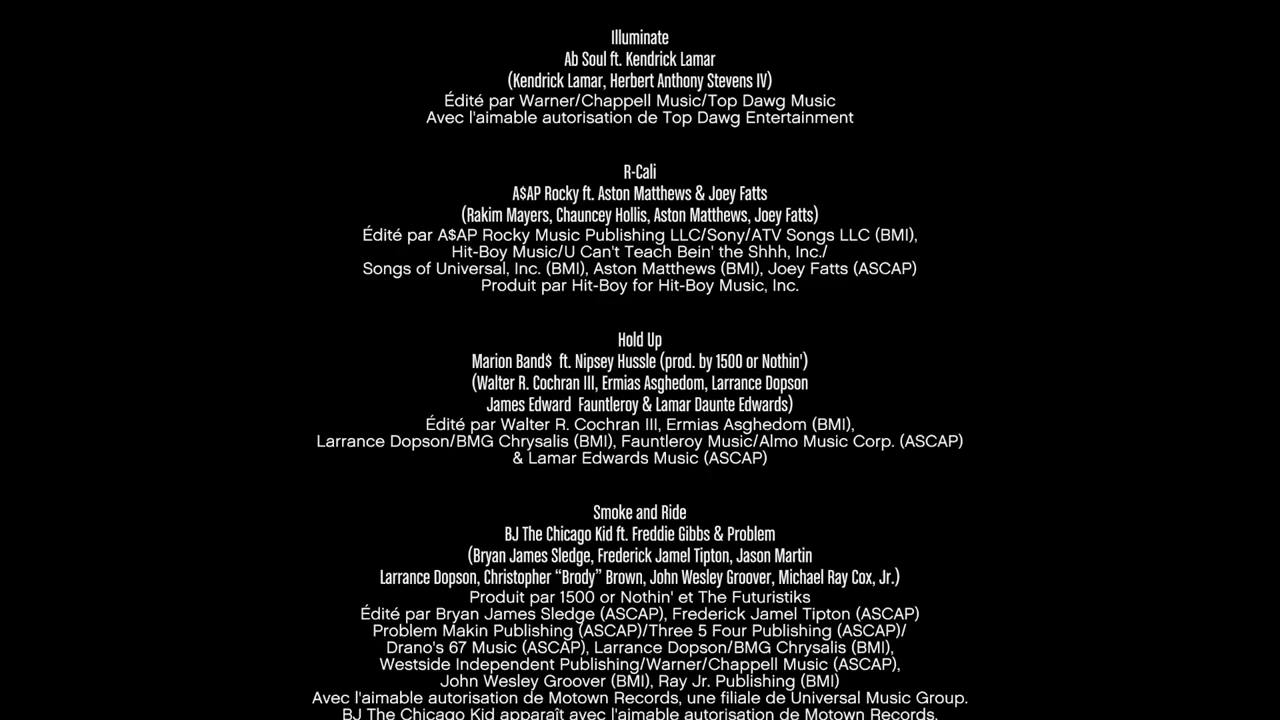 Illuminate
Ab Soul ft. Kendrick Lamar
(Kendrick Lamar, Herbert Anthony Stevens IV)
Édité par Warner/Chappell Music/Top Dawg Music
Avec l'aimable autorisation de Top Dawg Entertainment
R-Cali
A$AP Rocky ft. Aston Matthews & Joey Fatts
(Rakim Mayers, Chauncey Hollis, Aston Matthews, Joey Fatts)
Édité par A$AP Rocky Music Publishing LLC/Sony/ATV Songs LLC (BMI),
Hit-Boy Music/U Can't Teach Bein' the Shhh, Inc./
Songs of Universal, Inc. (BMI), Aston Matthews (BMI), Joey Fatts (ASCAP)
Produit par Hit-Boy for Hit-Boy Music, Inc.
Hold Up
Marion Band$ ft. Nipsey Hussle (prod. by 1500 or Nothin')
(Walter R. Cochran III, Ermias Asghedom, Larrance Dopson
James Edward Fauntleroy & Lamar Daunte Edwards)
Édité par Walter R. Cochran III, Ermias Asghedom (BMI),
Larrance Dopson/BMG Chrysalis (BMI), Fauntleroy Music/Almo Music Corp. (ASCAP)
& Lamar Edwards Music (ASCAP)
Smoke and Ride
BJ The Chicago Kid ft. Freddie Gibbs & Problem
(Bryan James Sledge, Frederick Jamel Tipton, Jason Martin
Larrance Dopson, Christopher “Brody” Brown, John Wesley Groover, Michael Ray Cox, Jr.)
Produit par 1500 or Nothin' et The Futuristiks
Édité par Bryan James Sledge (ASCAP), Frederick Jamel Tipton (ASCAP)
Problem Makin Publishing (ASCAP)/Three 5 Four Publishing (ASCAP)/
Drano's 67 Music (ASCAP), Larrance Dopson/BMG Chrysalis (BMI),
Westside Independent Publishing/Warner/Chappell Music (ASCAP),
John Wesley Groover (BMI), Ray Jr. Publishing (BMI)
Avec l'aimable autorisation de Motown Records, une filiale de Universal Music Group.
BJ The Chicago Kid apparaît avec l'aimable autorisation de Motown Records,